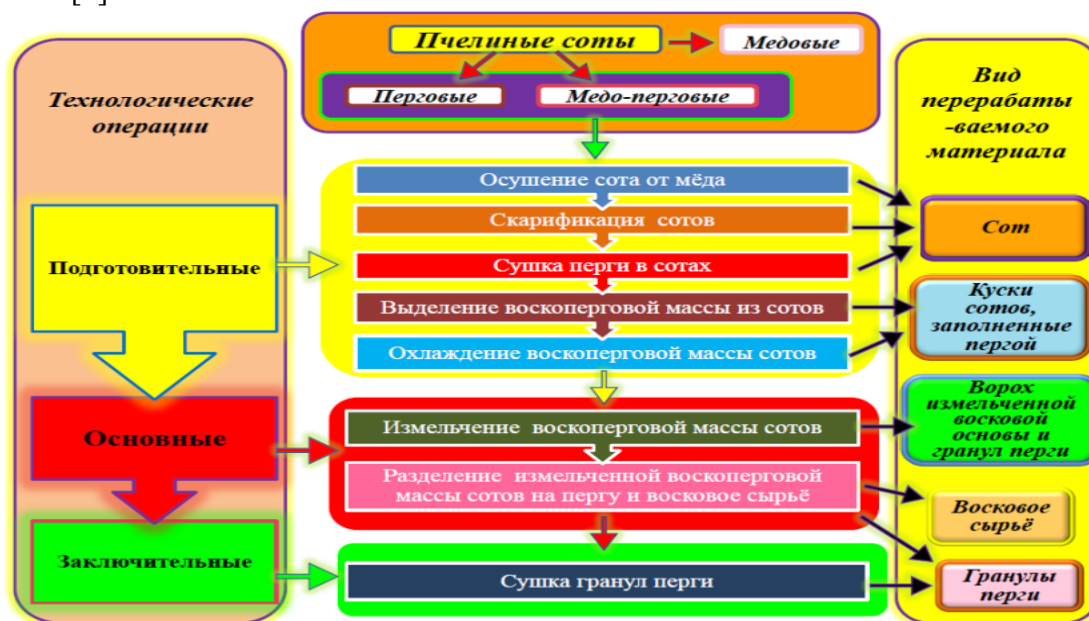 Пчелиные соты
Медовые
Перговые
Медо-перговые
Технологические
операции
Подготовительные
Основные
Заключительные
Осушение сота от мёда
Скарификация сотов
Сушка перги в сотах
Выделение воскоперговой массы из сотов
Охлаждение воскоперговой массы сотов
Измельчение воскоперговой массы сотов
Разделение измельченной воскоперговой
массы сотов на пергу и восковое сырьё
Сушка гранул перги
Вид
перерабаты
-ваемого
материала
Сот
Куски
сотов,
заполненные
пергой
Ворох
измельченной
восковой
основы и
гранул перги
Восковое
сырьё
Гранулы
перги